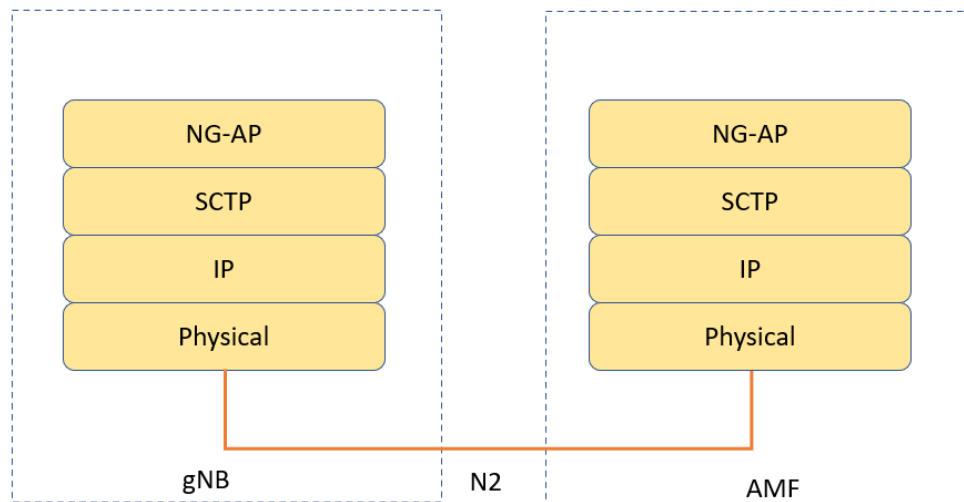 NG-AP
SCTP
IP
Physical
gNB
N2
NG-AP
SCTP
IP
Physical
AMF